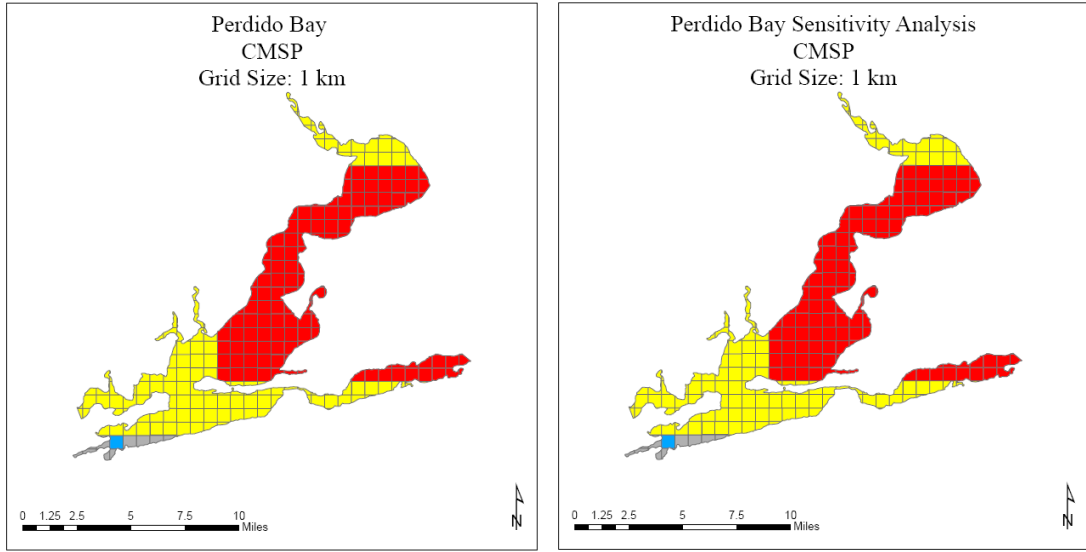 Perdido Bay
CMSP
Grid Size: 1 km
0 1.25 2.5 5 7.5 10
Miles
N
Perdido Bay Sensitivity Analysis
CMSP
Grid Size: 1 km
0 1.25 2.5 5 7.5 10
Miles
N